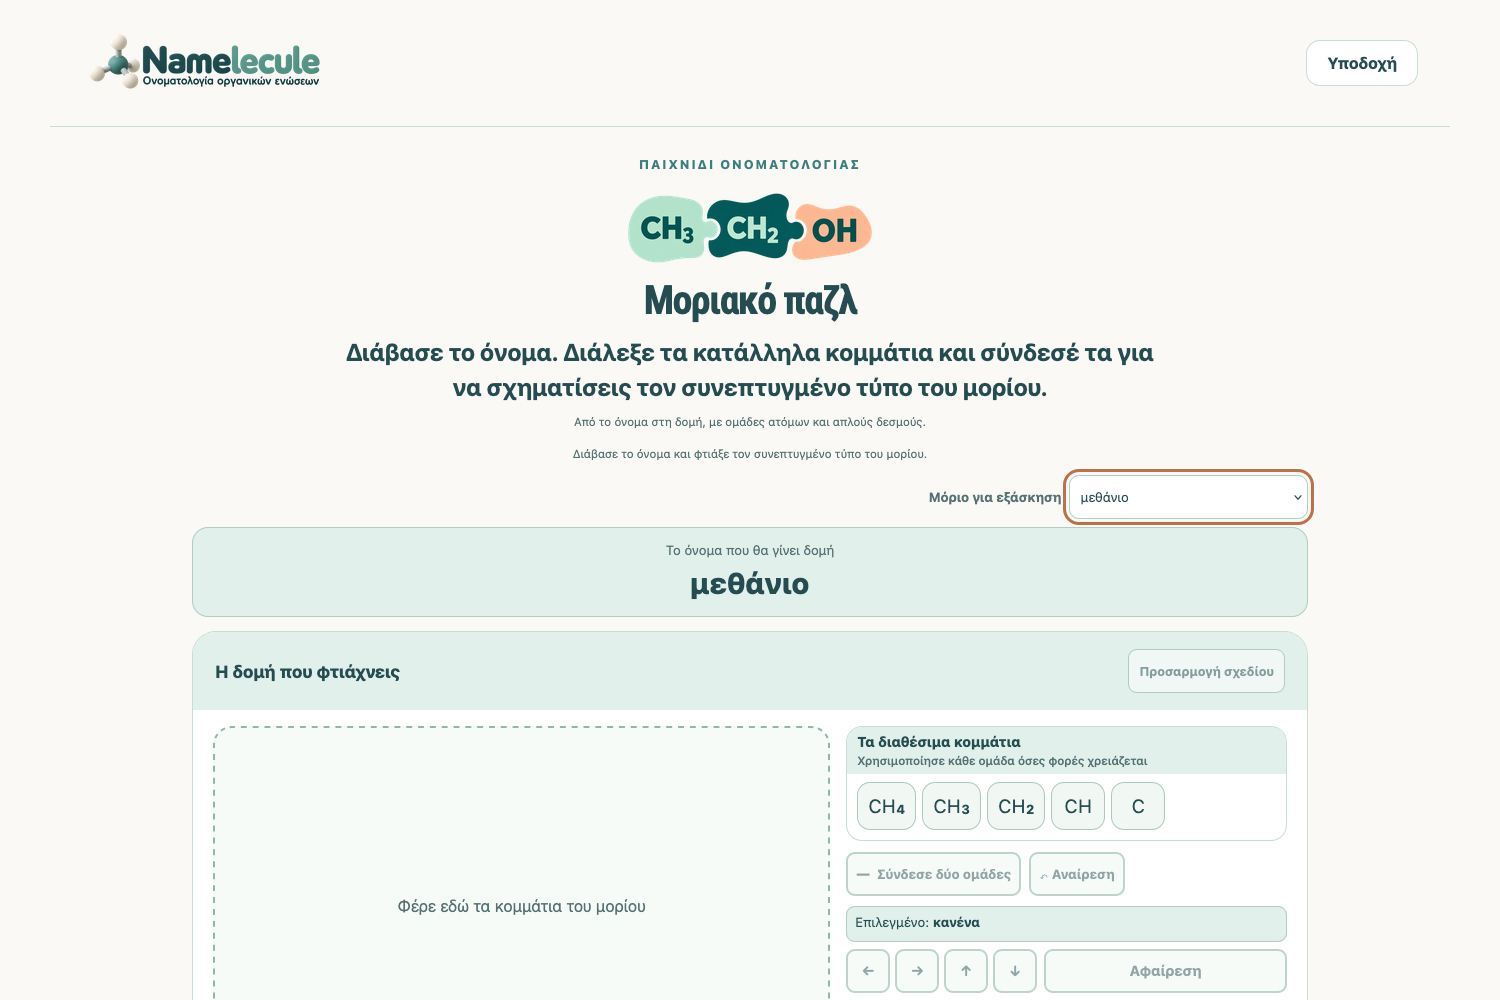 Namelecule
Ονοματολογία οργανικών ενώσεων
Υποδοχή
ΠΑΙΧΝΙΔΙ ΟΝΟΜΑΤΟΛΟΓΙΑΣ
CH₃ CH₂ OH
Μοριακό παζλ
Διάβασε το όνομα. Διάλεξε τα κατάλληλα κομμάτια και σύνδεσέ τα για
να σχηματίσεις τον συνεπτυγμένο τύπο του μορίου.
Από το όνομα στη δομή, με ομάδες ατόμων και απλούς δεσμούς.
Διάβασε το όνομα και φτιάξε τον συνεπτυγμένο τύπο του μορίου.
Μόριο για εξάσκηση μεθάνιο
Το όνομα που θα γίνει δομή
μεθάνιο
Η δομή που φτιάχνεις
Προσαρμογή σχεδίου
Φέρε εδώ τα κομμάτια του μορίου
Τα διαθέσιμα κομμάτια
Χρησιμοποίησε κάθε ομάδα όσες φορές χρειάζεται
CH₄ CH₃ CH₂ CH C
— Σύνδεσε δύο ομάδες ↶ Αναίρεση
Επιλεγμένο: κανένα
← → ↑ ↓ Αφαίρεση